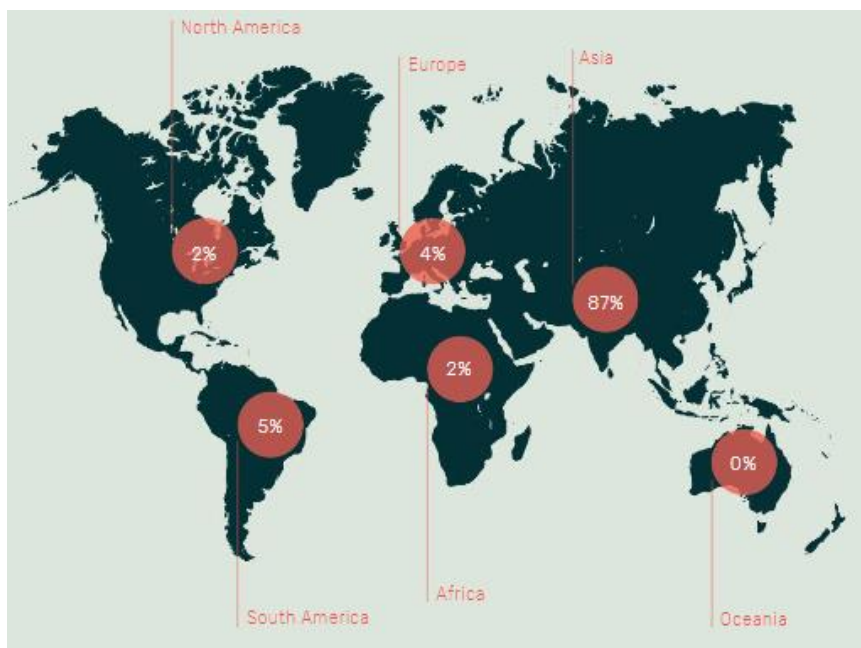 North America
Europe
Asia
2%
4%
87%
2%
5%
0%
Africa
South America
Oceania